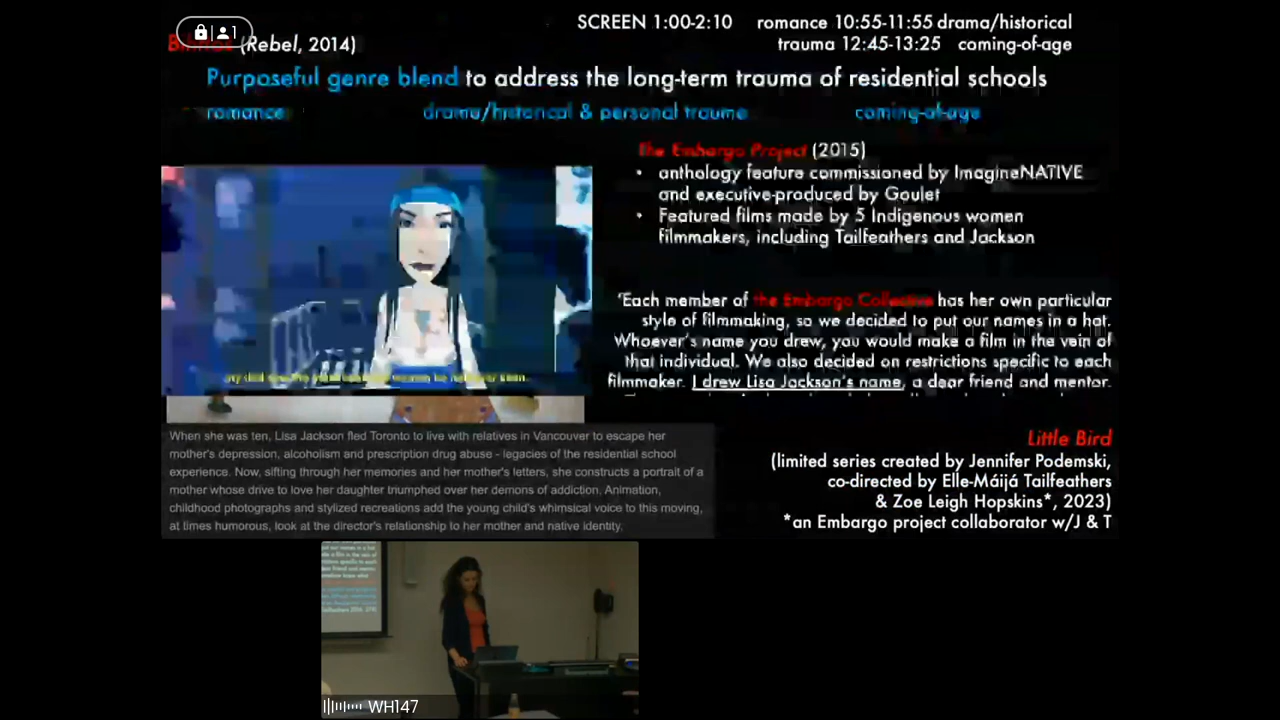 1
SCREEN 1:00-2:10 romance 10:55-11:55 drama/historical
trauma 12:45-13:25 coming-of-age
(Rebel, 2014)
Purposeful genre blend to address the long-term trauma of residential schools
romance drama/historical & personal traume coming-of-age
The Embargo Project (2015)
• anthology feature commissioned by ImagineNATIVE
and executive-produced by Goulet
• Featured films made by 5 Indigenous women
filmmakers, including Tailfeathers and Jackson
"Each member of the Embargo Collective has her own particular
style of filmmaking, so we decided to put our names in a hat.
Whoever's name you drew, you would make a film in the vein of
that individual. We also decided on restrictions specific to each
filmmaker. I drew Lisa Jackson's name, a dear friend and mentor.
When she was ten, Lisa Jackson fled Toronto to live with relatives in Vancouver to escape her
mother's depression, alcoholism and prescription drug abuse - legacies of the residential school
experience. Now, sifting through her memories and her mother's letters, she constructs a portrait of a
mother whose drive to love her daughter triumphed over her demons of addiction. Animation,
childhood photographs and stylized recreations add the young child's whimsical voice to this moving,
at times humorous, look at the director's relationship to her mother and native identity.
Little Bird
(limited series created by Jennifer Podemski,
co-directed by Elle-Máijá Tailfeathers
& Zoe Leigh Hopskins*, 2023)
*an Embargo project collaborator w/J & T
WH147